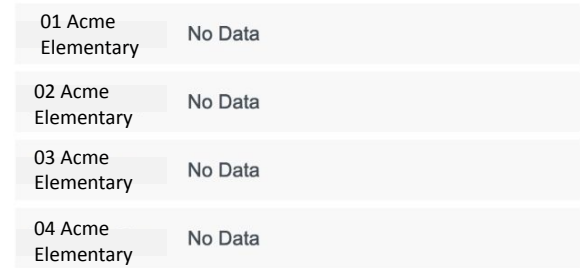 01 Acme
Elementary
No Data
02 Acme
Elementary
No Data
03 Acme
Elementary
No Data
04 Acme
Elementary
No Data